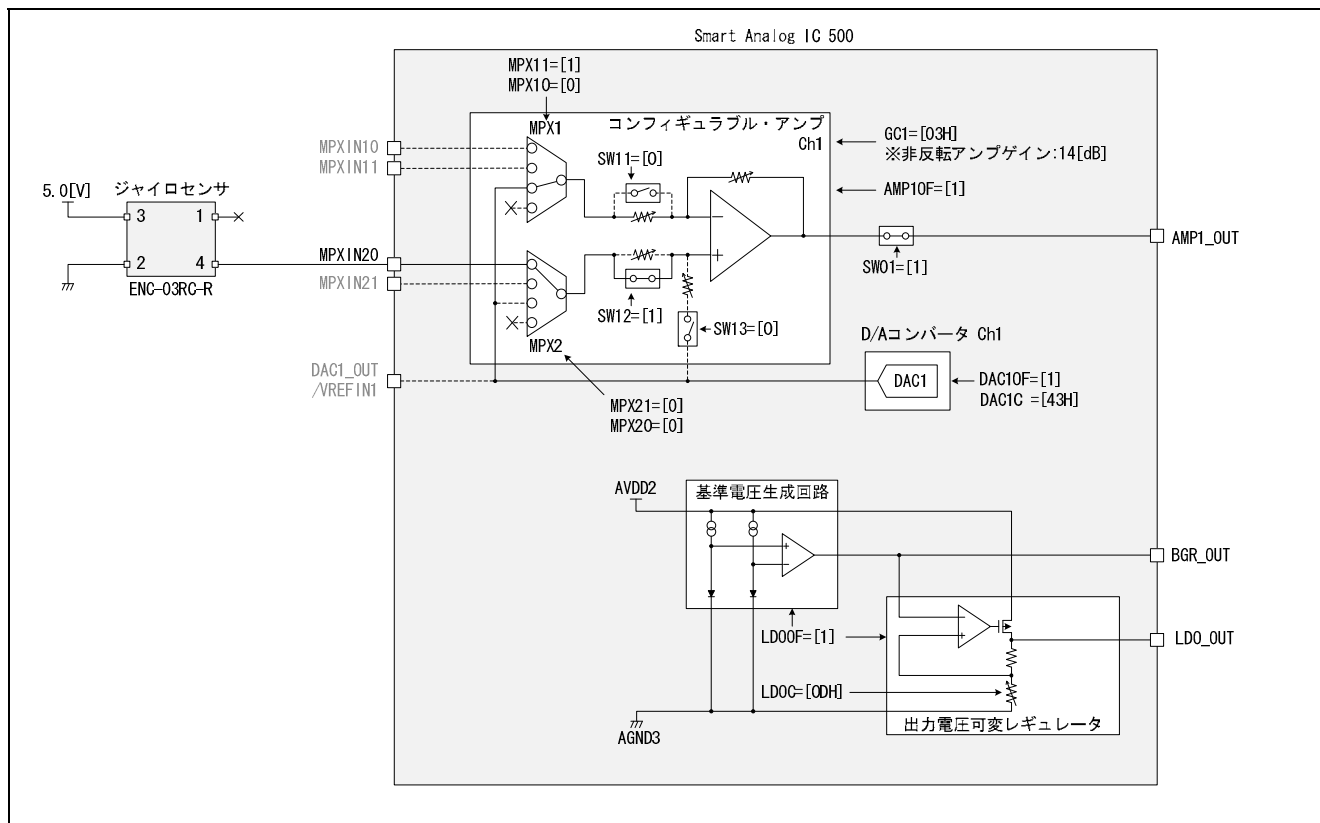 Smart Analog IC 500
MPX11=[1]
MPX10=[0]
コンフィギュラブル・アンプ
Ch1
MPX1
GC1=[03H]
※非反転アンプゲイン:14[dB]
MPXIN10
MPXIN11
SW11=[0]
AMP1OF=[1]
5.0[V]
ジャイロセンサ
3
1
2
4
ENC-03RC-R
MPXIN20
MPXIN21
−
+
AMP1_OUT
SW01=[1]
SW12=[1]
SW13=[0]
MPX2
D/Aコンバータ Ch1
DAC1_OUT
/VREFIN1
DAC1
DAC1OF=[1]
DAC1C =[43H]
MPX21=[0]
MPX20=[0]
AVDD2
基準電圧生成回路
+
−
BGR_OUT
LDOOF=[1]
−
+
LDO_OUT
LDOC=[0DH]
AGND3
出力電圧可変レギュレータ